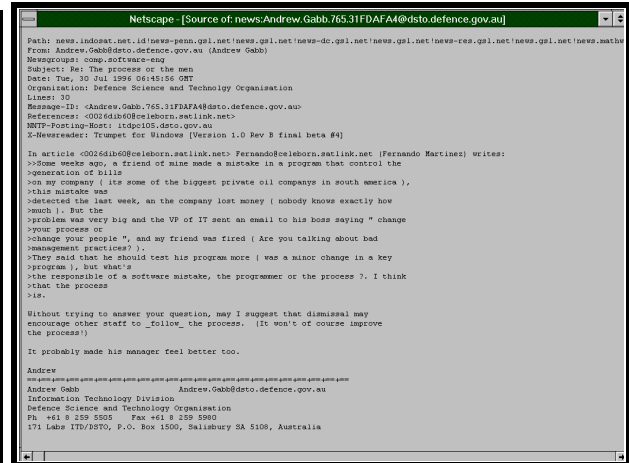 Netscape - [Source of: news:Andrew.Gabb.765.31FDAFA4@dsto.defence.gov.au]
Path: news.indosat.net.id!news-penn.gsl.net!news.gsl.net!news-dc.gsl.net!news.gsl.net!news-res.gsl.net!news.gsl.net!news.mathw
From: Andrew.Gabb@dsto.defence.gov.au (Andrew Gabb)
Newsgroups: comp.software-eng
Subject: Re: The process or the men
Date: Tue, 30 Jul 1996 06:45:56 GMT
Organization: Defence Science and Technolgy Organisation
Lines: 30
Message-ID: <Andrew.Gabb.765.31FDAFA4@dsto.defence.gov.au>
References: <0026dib60@celeborn.satlink.net>
NNTP-Posting-Host: itdpc105.dsto.gov.au
X-Newsreader: Trumpet for Windows [Version 1.0 Rev B final beta #4]
In article <0026dib60@celeborn.satlink.net> Fernando@celeborn.satlink.net (Fernando Martinez) writes:
>>Some weeks ago, a friend of mine made a mistake in a program that control the
>generation of bills
>on my company ( its some of the biggest private oil companys in south america ),
>this mistake was
>detected the last week, an the company lost money ( nobody knows exactly how
>much ). But the
>problem was very big and the VP of IT sent an email to his boss saying " change
>your process or
>change your people ", and my friend was fired ( Are you talking about bad
>management practices? ).
>They said that he should test his program more ( was a minor change in a key
>program ), but what's
>the responsible of a software mistake, the programmer or the process ?. I think
>that the process
>is.
Without trying to answer your question, may I suggest that dismissal may
encourage other staff to _follow_ the process.  (It won't of course improve
the process!)
It probably made his manager feel better too.
Andrew
==+==+==+==+==+==+==+==+==+==+==+==+==+==+==+==+==+==+==+==+==+==+==
Andrew Gabb                    Andrew.Gabb@dsto.defence.gov.au
Information Technology Division
Defence Science and Technology Organisation
Ph  +61 8 259 5505    Fax +61 8 259 5980
171 Labs ITD/DSTO, P.O. Box 1500, Salisbury SA 5108, Australia